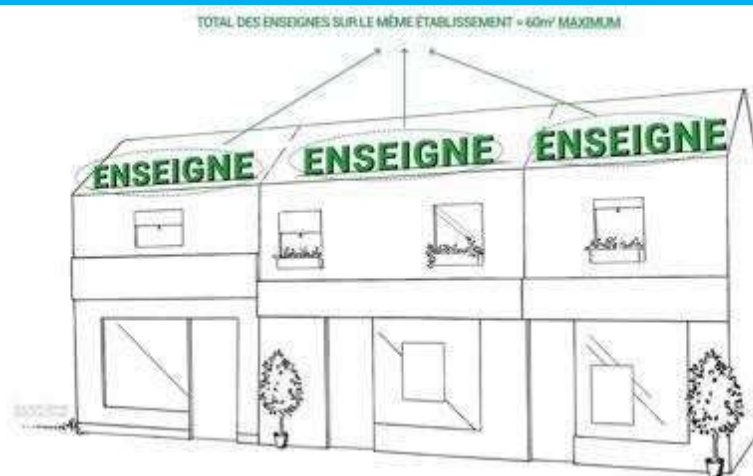 TOTAL DES ENSEIGNES SUR LE MÊME ÉTABLISSEMENT = 60m² MAXIMUM
ENSEIGNE ENSEIGNE ENSEIGNE